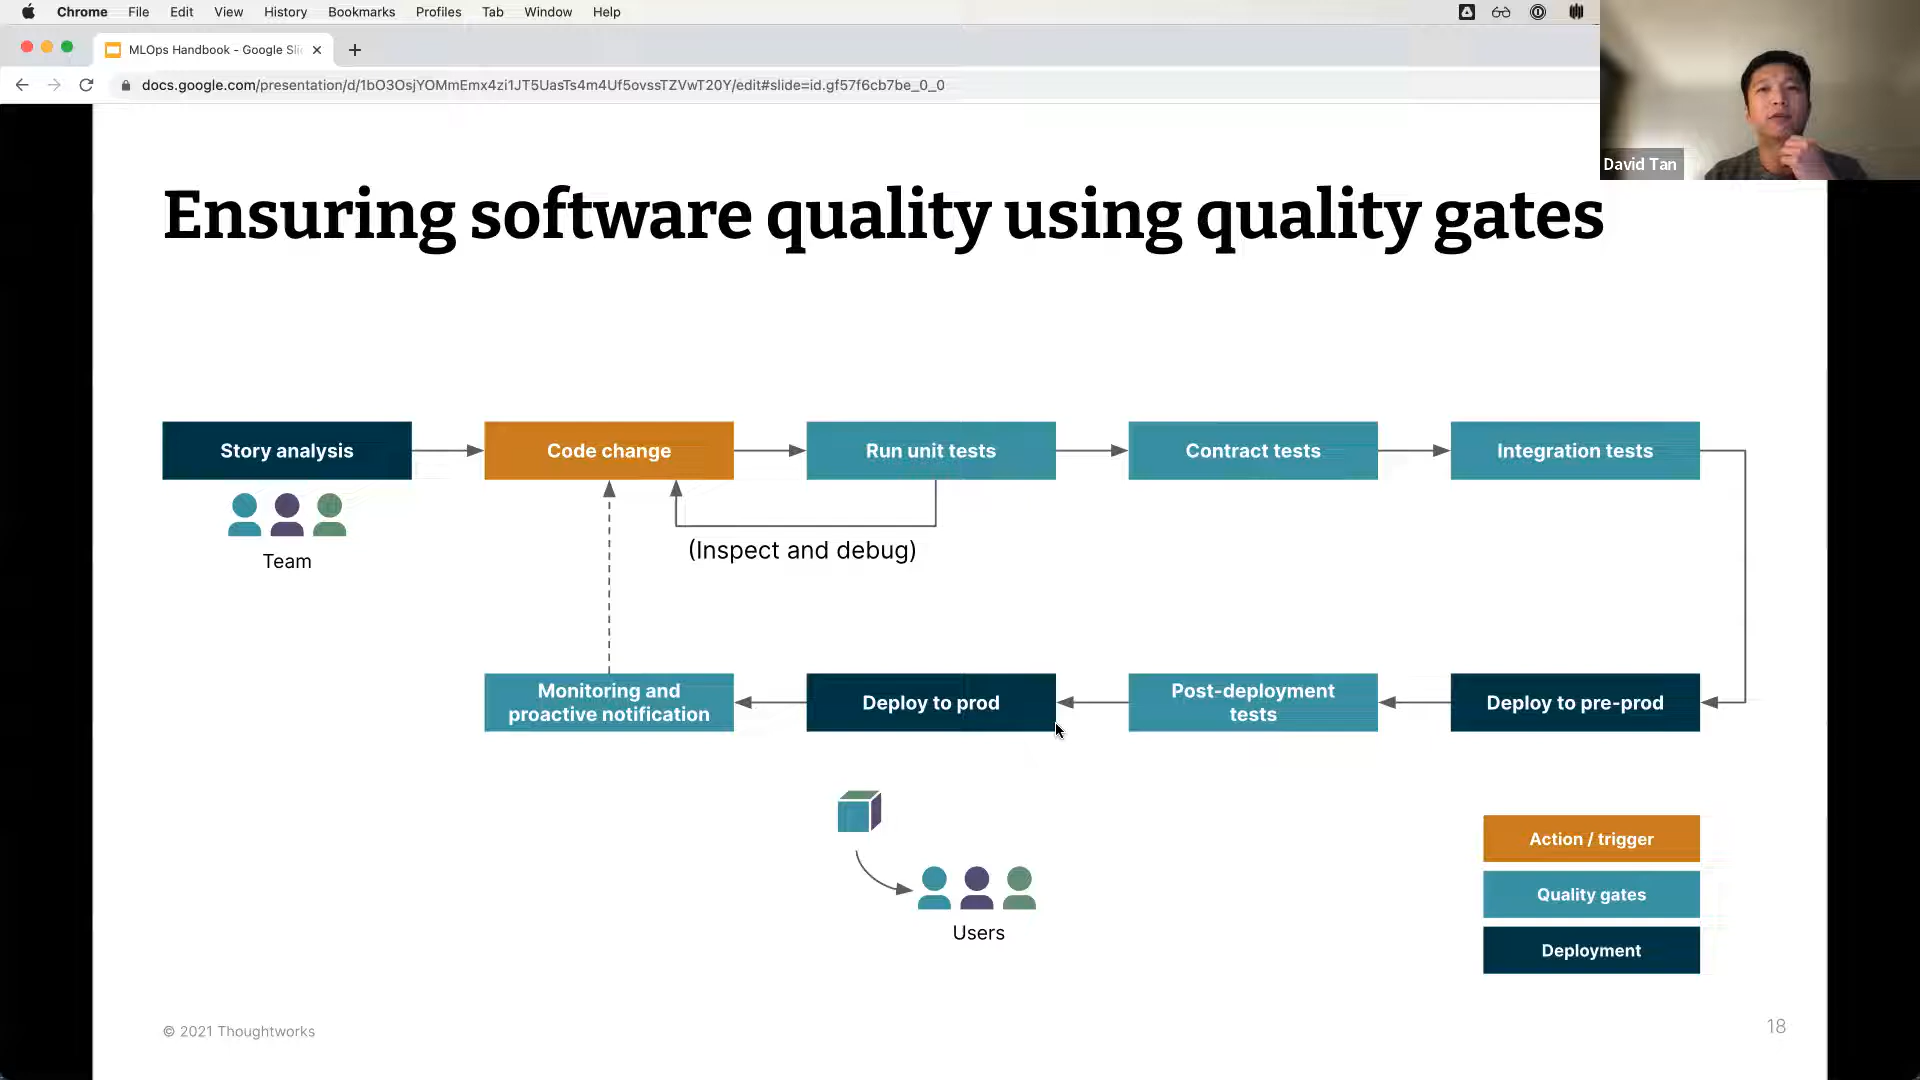 Chrome File Edit View History Bookmarks Profiles Tab Window Help
MLOps Handbook - Google Sli
docs.google.com/presentation/d/1bO3OsjYOMmEmx4zi1JT5UasTs4m4Uf5ovssTZVwT20Y/edit#slide=id.gf57f6cb7be_0_0
David Tan
Ensuring software quality using quality gates
Story analysis
Code change
Run unit tests
Contract tests
Integration tests
Team
(Inspect and debug)
Monitoring and
proactive notification
Deploy to prod
Post-deployment
tests
Deploy to pre-prod
Users
Action / trigger
Quality gates
Deployment
© 2021 Thoughtworks
18